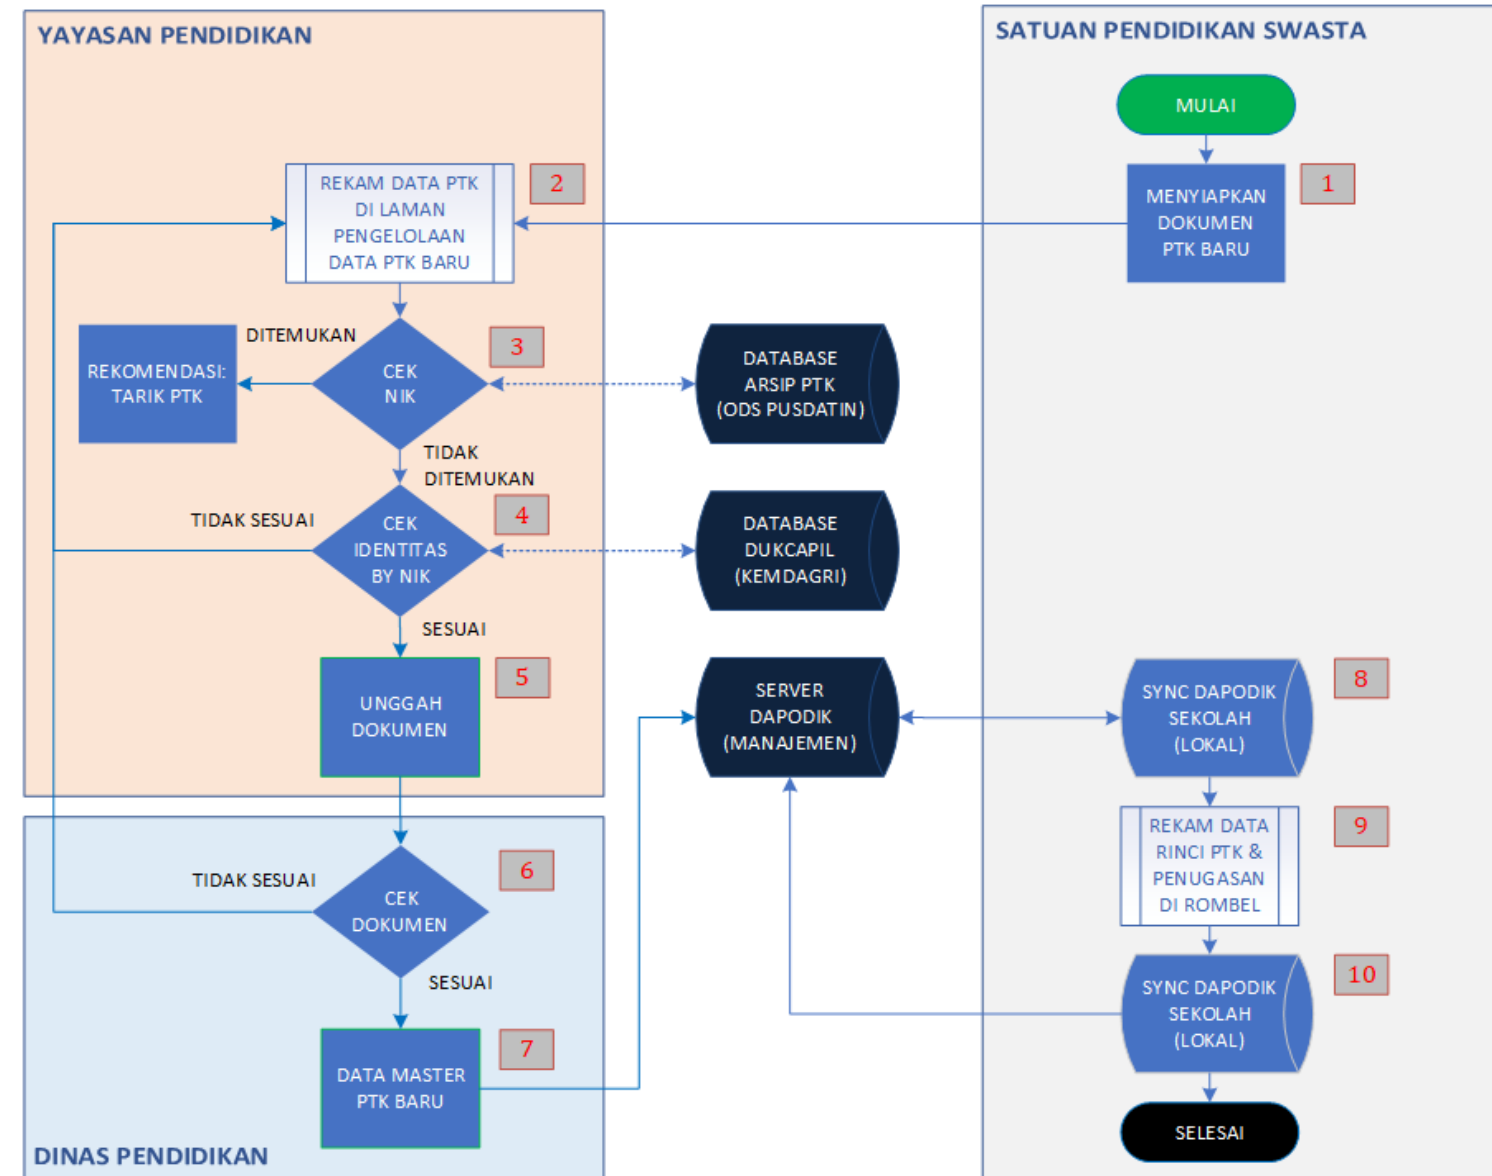 YAYASAN PENDIDIKAN
SATUAN PENDIDIKAN SWASTA
MULAI
MENYIAPKAN
DOKUMEN
PTK BARU
1
REKAM DATA PTK
DI LAMAN
PENGELOLAAN
DATA PTK BARU
2
DITEMUKAN
REKOMENDASI:
TARIK PTK
CEK
NIK
3
DATABASE
ARSIP PTK
(ODS PUSDATIN)
TIDAK
DITEMUKAN
TIDAK SESUAI
CEK
IDENTITAS
BY NIK
4
DATABASE
DUKCAPIL
(KEMDAGRI)
SESUAI
UNGGAH
DOKUMEN
5
SERVER
DAPODIK
(MANAJEMEN)
SYNC DAPODIK
SEKOLAH
(LOKAL)
8
REKAM DATA
RINCI PTK &
PENUGASAN
DI ROMBEL
9
TIDAK SESUAI
CEK
DOKUMEN
6
SESUAI
DATA MASTER
PTK BARU
7
SYNC DAPODIK
SEKOLAH
(LOKAL)
10
SELESAI
DINAS PENDIDIKAN